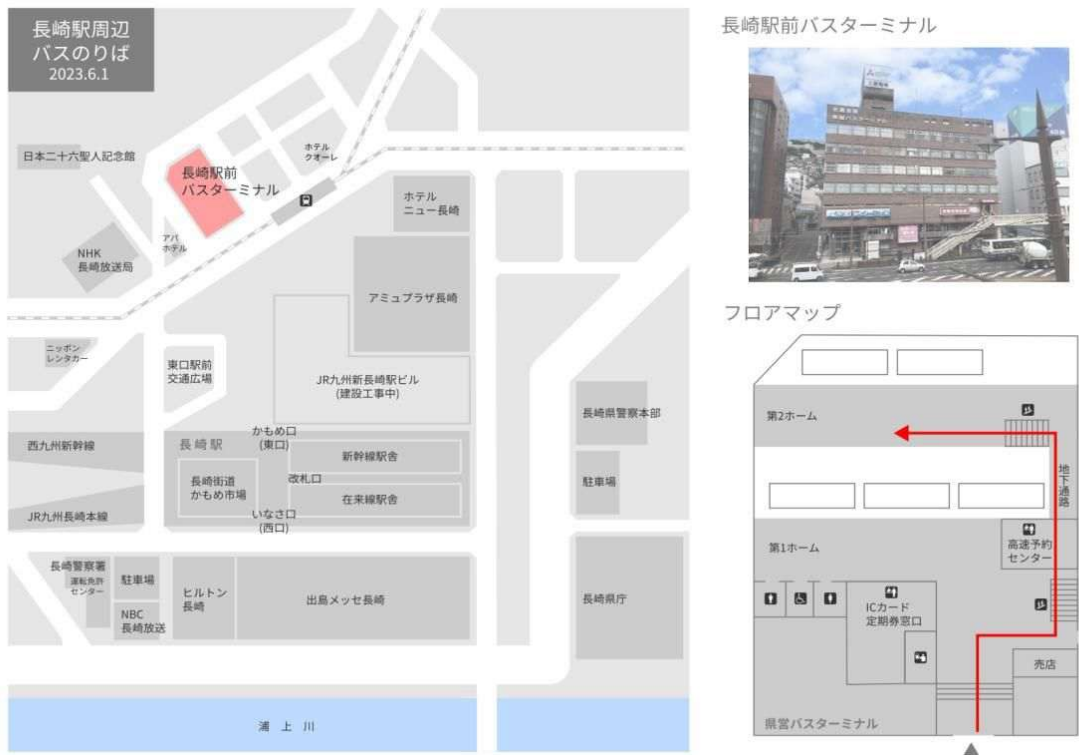 長崎駅周辺
バスのりば
2023.6.1
日本二十六聖人記念館
長崎駅前
バスターミナル
ホテル
クオーレ
ホテル
ニュー長崎
アパ
ホテル
NHK
長崎放送局
アミュプラザ長崎
ニッポン
レンタカー
東口駅前
交通広場
JR九州新長崎駅ビル
(建設工事中)
長崎県警察本部
西九州新幹線
長崎駅
かもめ口
(東口)
新幹線駅舎
長崎街道
かもめ市場
改札口
在来線駅舎
駐車場
JR九州長崎本線
いなさ口
(西口)
長崎警察署
運転免許
センター
駐車場
NBC
長崎放送
ヒルトン
長崎
出島メッセ長崎
長崎県庁
浦上川
長崎駅前バスターミナル
フロアマップ
第2ホーム
地下通路
第1ホーム
高速予約
センター
ICカード
定期券窓口
売店
県営バスターミナル